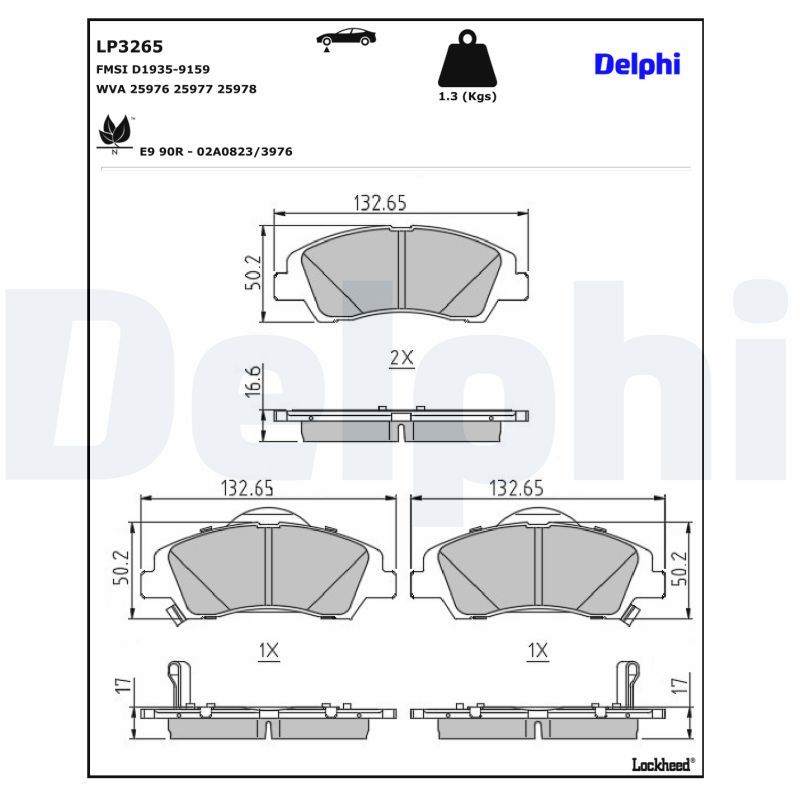 LP3265
FMSI D1935-9159
WVA 25976 25977 25978
1.3 (Kgs)
Delphi
™
N
E9 90R - 02A0823/3976
132.65
50.2
2X
16.6
Delphi
132.65
132.65
50.2
50.2
1X
1X
17
17
Lockheed®